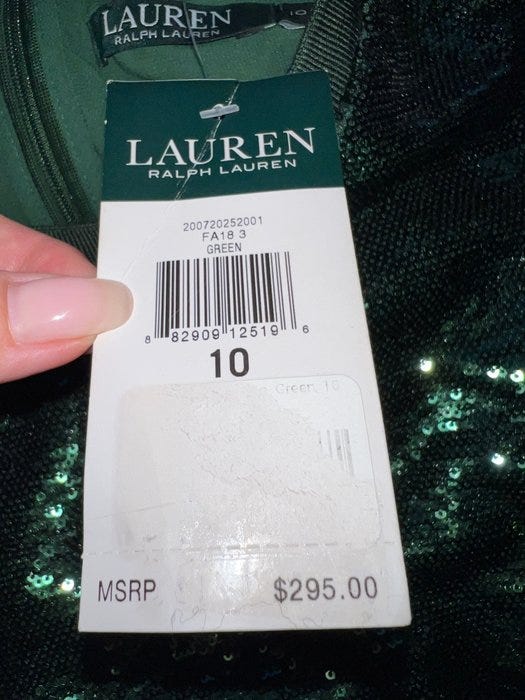 LAUREN
RALPH LAUREN
10
LAUREN
RALPH LAUREN
200720252001
FA18 3
GREEN
8 82909 12519 6
10
Green, 10
MSRP $295.00